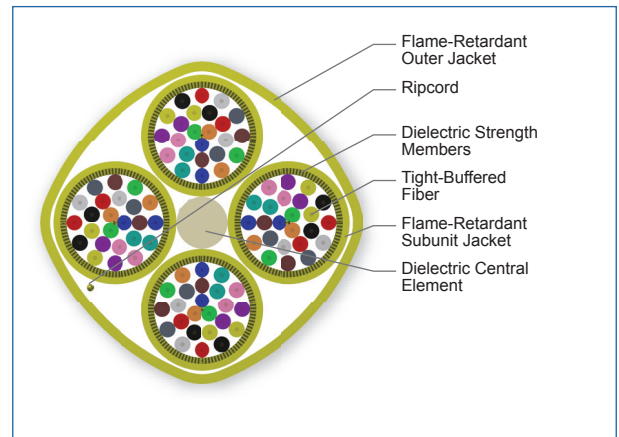 Flame-Retardant
Outer Jacket
Ripcord
Dielectric Strength
Members
Tight-Buffered
Fiber
Flame-Retardant
Subunit Jacket
Dielectric Central
Element